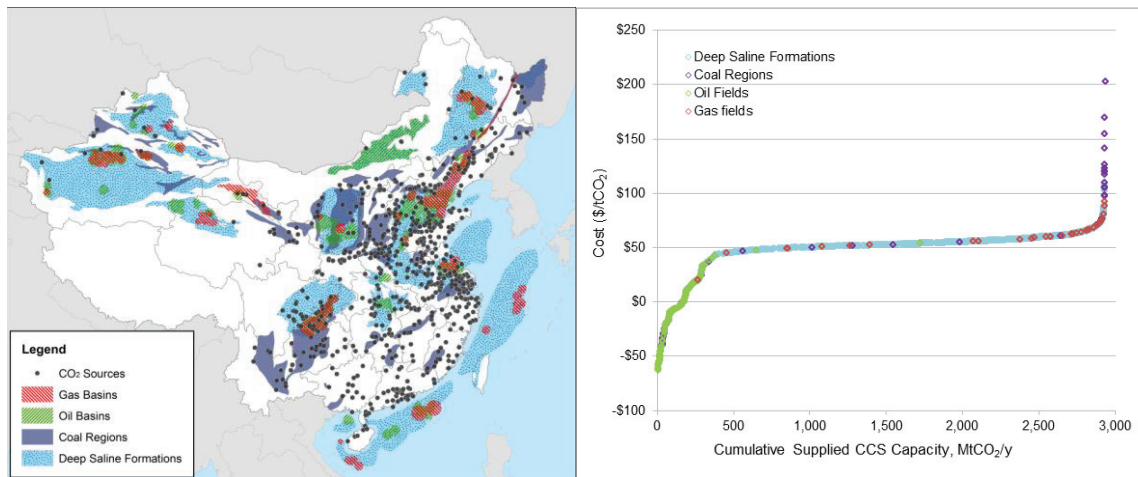 Legend
CO₂ Sources
Gas Basins
Oil Basins
Coal Regions
Deep Saline Formations
$250
$200
$150
$100
$50
$0
-$50
-$100
Cost ($/tCO₂)
Deep Saline Formations
Coal Regions
Oil Fields
Gas fields
0
500
1,000
1,500
2,000
2,500
3,000
Cumulative Supplied CCS Capacity, MtCO₂/y